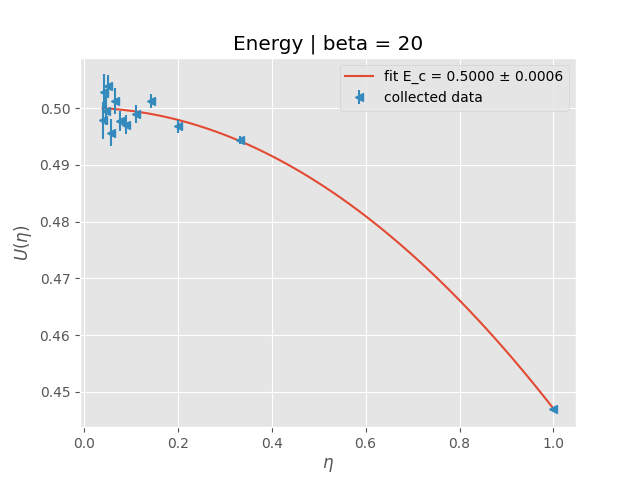 Energy | beta = 20
fit E_c = 0.5000 ± 0.0006
collected data
U(η)
0.50
0.49
0.48
0.47
0.46
0.45
0.0 0.2 0.4 0.6 0.8 1.0
η